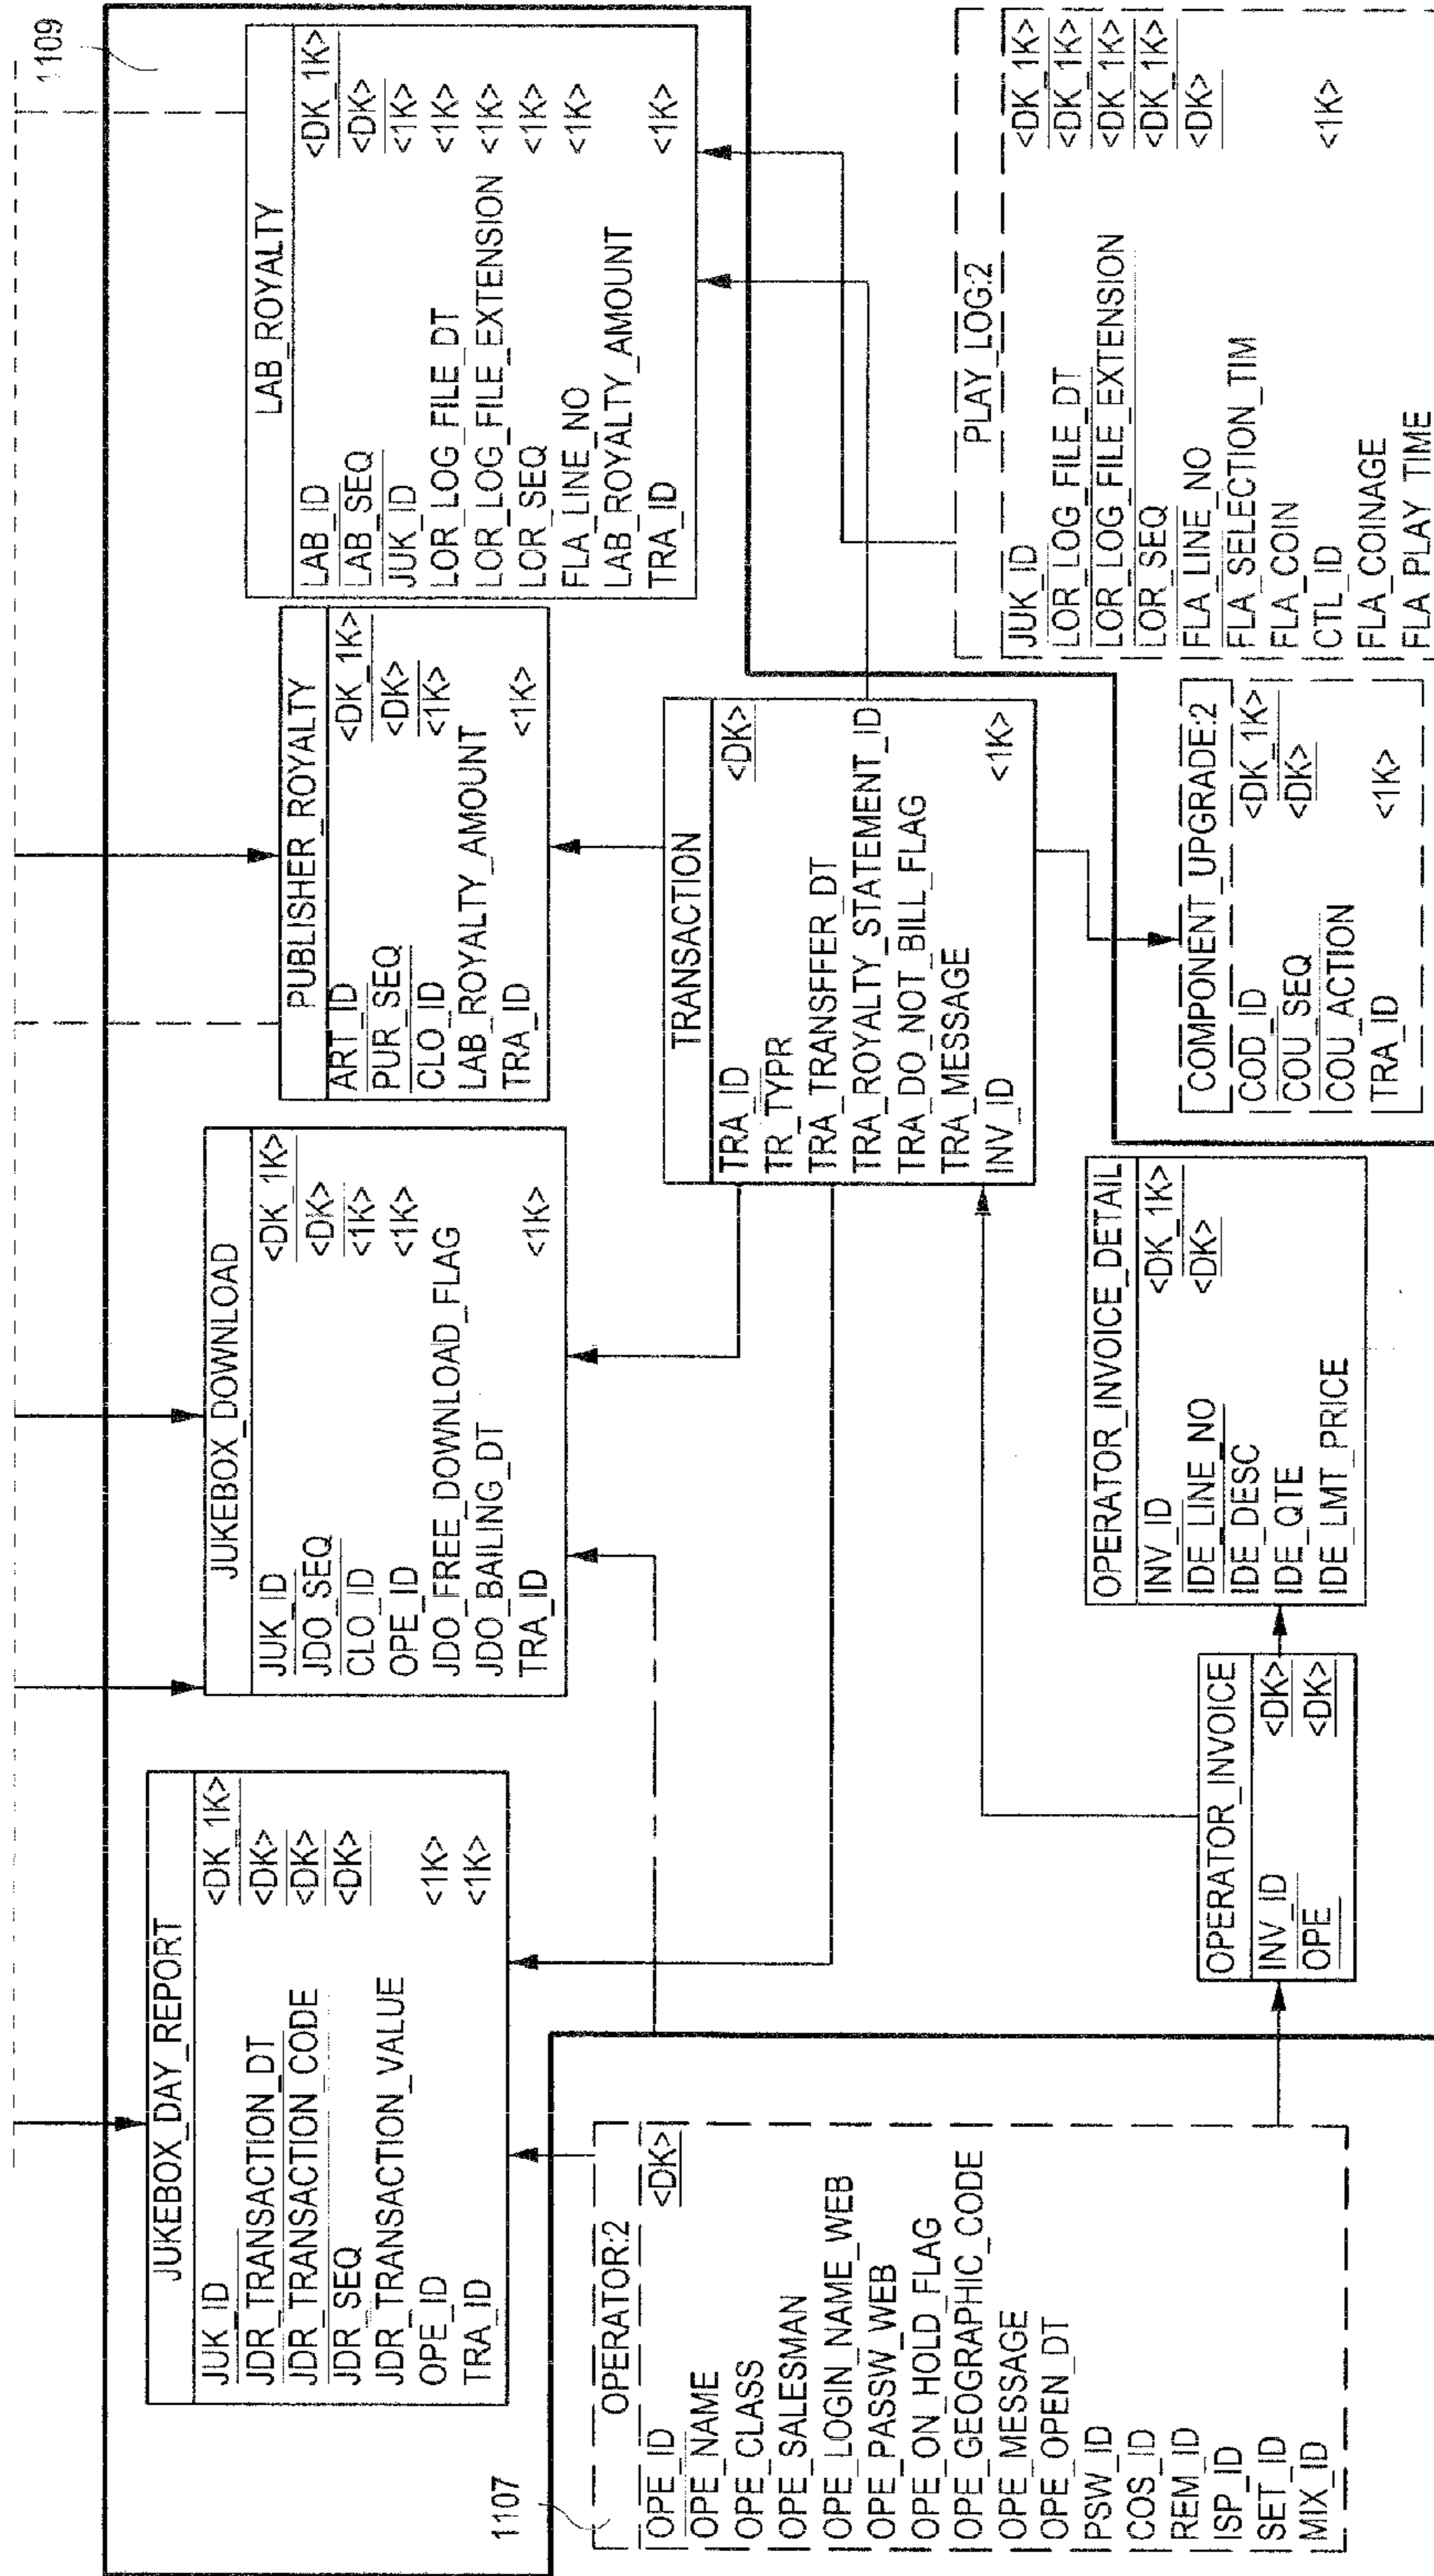 1109
JUKEBOX_DAY_REPORT
JUK_ID <DK_1K>
JDR_TRANSACTION_DT <DK>
JDR_TRANSACTION_CODE <DK>
JDR_SEQ <DK>
JDR_TRANSACTION_VALUE
OPE_ID <1K>
TRA_ID <1K>
JUKEBOX_DOWNLOAD
JUK_ID <DK_1K>
JDO_SEQ <DK>
CLO_ID <1K>
OPE_ID <1K>
JDO_FREE_DOWNLOAD_FLAG
JDO_BAILING_DT
TRA_ID <1K>
PUBLISHER_ROYALTY
ART_ID <DK_1K>
PUR_SEQ <DK>
CLO_ID <1K>
LAB_ROYALTY_AMOUNT
TRA_ID <1K>
LAB_ROYALTY
LAB_ID <DK_1K>
LAB_SEQ <DK>
JUK_ID <1K>
LOR_LOG_FILE_DT <1K>
LOR_LOG_FILE_EXTENSION <1K>
LOR_SEQ <1K>
FLA_LINE_NO <1K>
LAB_ROYALTY_AMOUNT
TRA_ID <1K>
1107
OPERATOR:2
OPE_ID <DK>
OPE_NAME
OPE_CLASS
OPE_SALESMAN
OPE_LOGIN_NAME_WEB
OPE_PASSW_WEB
OPE_ON_HOLD_FLAG
OPE_GEOGRAPHIC_CODE
OPE_MESSAGE
OPE_OPEN_DT
PSW_ID
COS_ID
REM_ID
ISP_ID
SET_ID
MIX_ID
TRANSACTION
TRA_ID <DK>
TR_TYPR
TRA_TRANSFFER_DT
TRA_ROYALTY_STATEMENT_ID
TRA_DO_NOT_BILL_FLAG
TRA_MESSAGE
INV_ID <1K>
OPERATOR_INVOICE
INV_ID <DK>
OPE <DK>
OPERATOR_INVOICE_DETAIL
INV_ID <DK_1K>
IDE_LINE_NO <DK>
IDE_DESC
IDE_QTE
IDE_LMT_PRICE
COMPONENT_UPGRADE:2
COD_ID <DK_1K>
COU_SEQ <DK>
COU_ACTION
TRA_ID <1K>
PLAY_LOG:2
JUK_ID <DK_1K>
LOR_LOG_FILE_DT <DK_1K>
LOR_LOG_FILE_EXTENSION <DK_1K>
LOR_SEQ <DK_1K>
FLA_LINE_NO <DK>
FLA_SELECTION_TIM
FLA_COIN
CTL_ID <1K>
FLA_COINAGE
FLA_PLAY_TIME